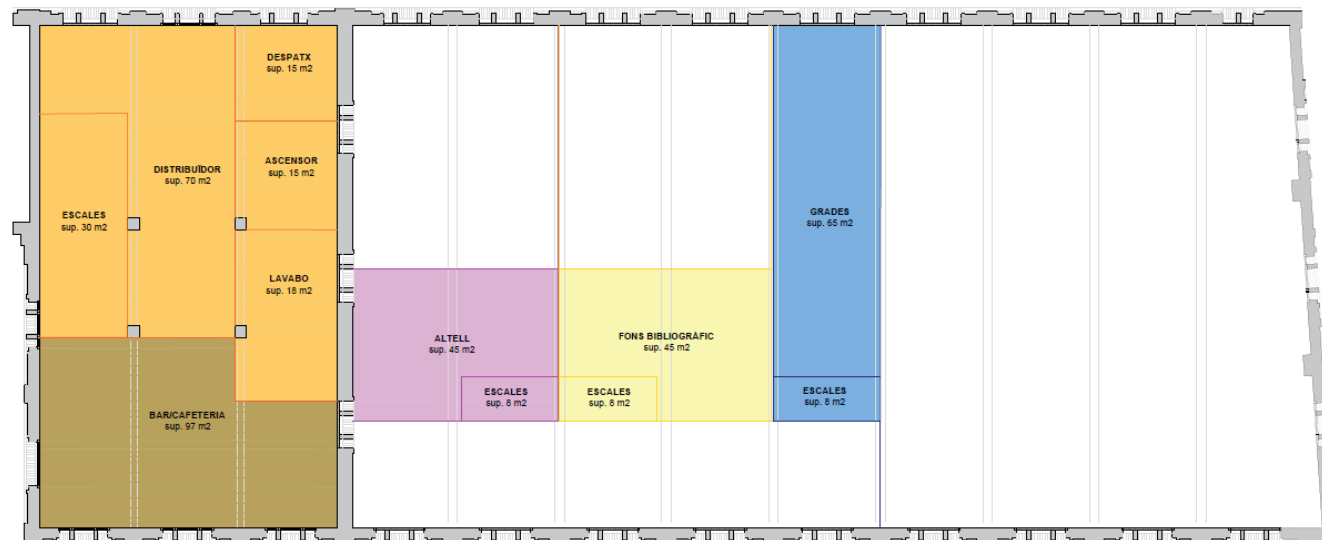 DESPATX
sup. 15 m2
ASCENSOR
sup. 15 m2
DISTRIBUÏDOR
sup. 70 m2
ESCALES
sup. 30 m2
LAVABO
sup. 18 m2
BAR/CAFETERIA
sup. 97 m2
ALTELL
sup. 45 m2
ESCALES
sup. 8 m2
FONS BIBLIOGRÀFIC
sup. 45 m2
ESCALES
sup. 8 m2
GRADES
sup. 65 m2
ESCALES
sup. 8 m2